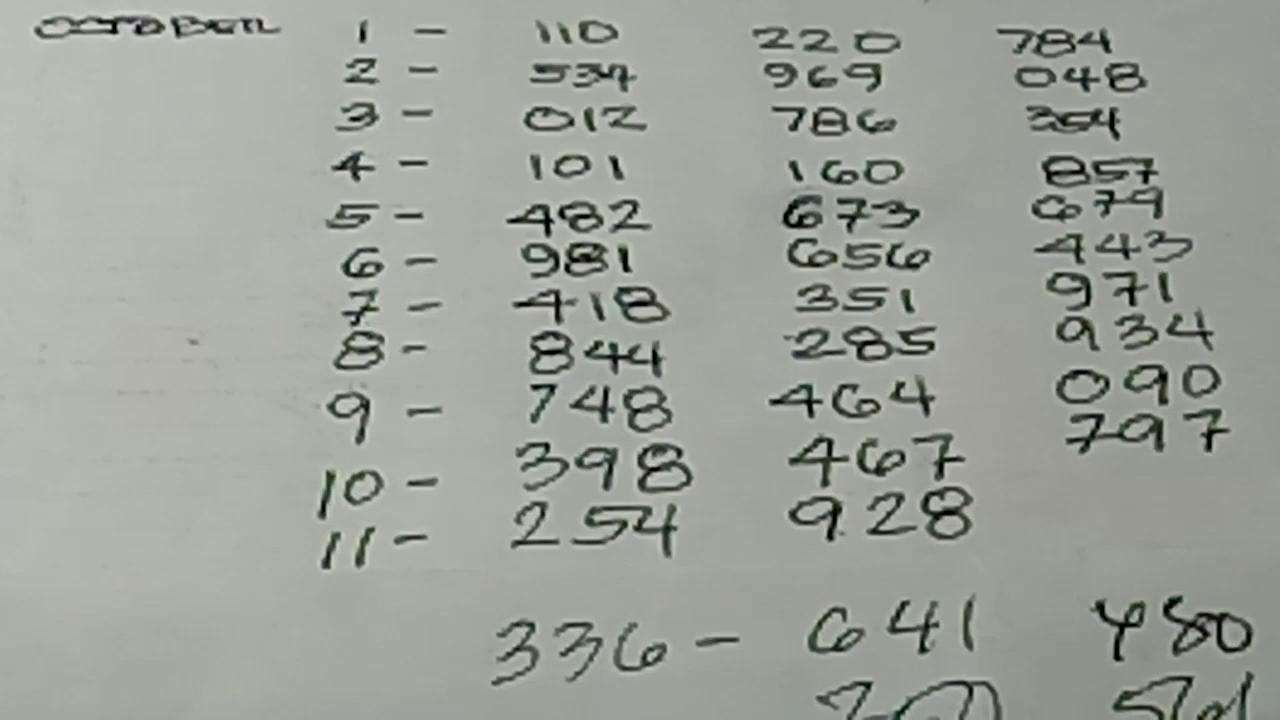 OCTOBER 1 - 110 220 784
2 - 534 969 048
3 - 012 786 354
4 - 101 160 857
5 - 482 673 679
6 - 981 656 443
7 - 418 351 971
8 - 844 285 934
9 - 748 464 090
10 - 398 467 797
11 - 254 928
336 - 641 480